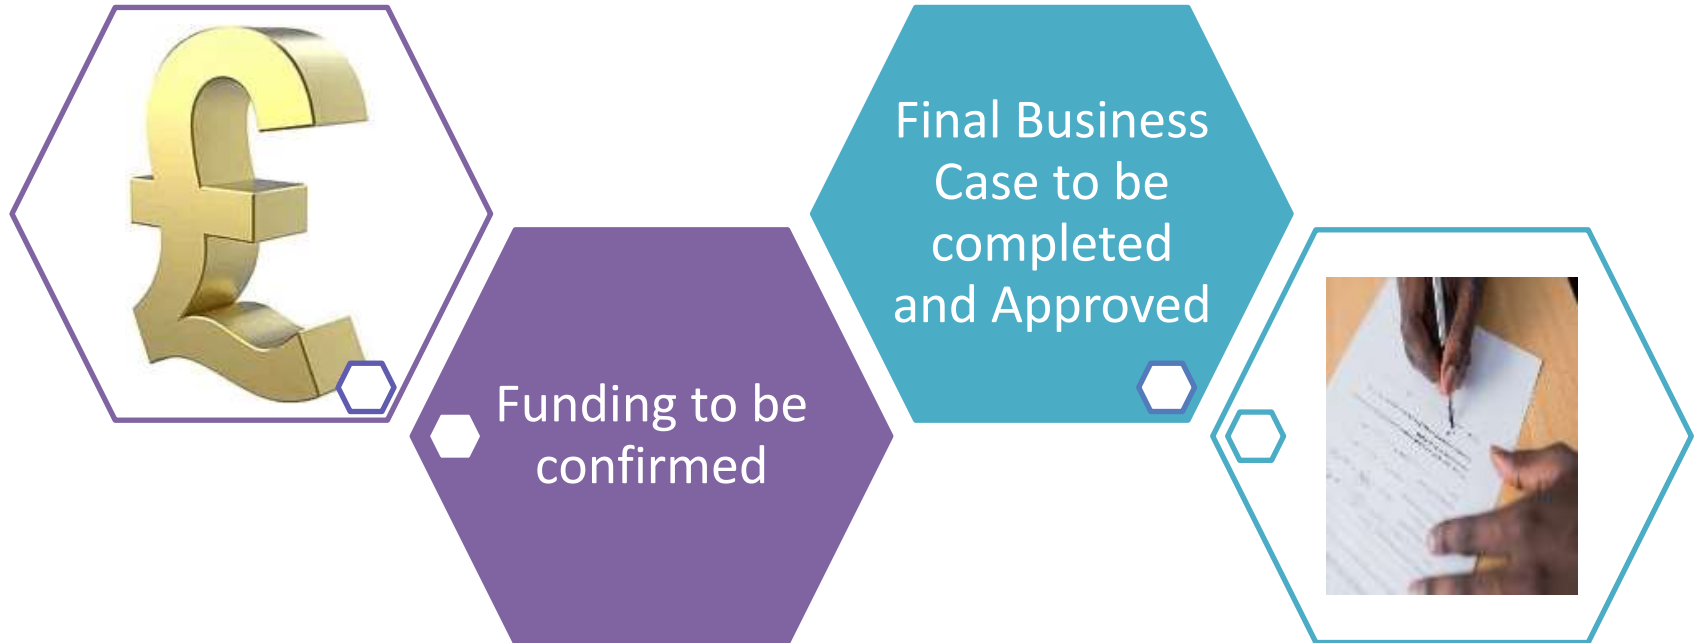 Funding to be
confirmed
Final Business
Case to be
completed
and Approved